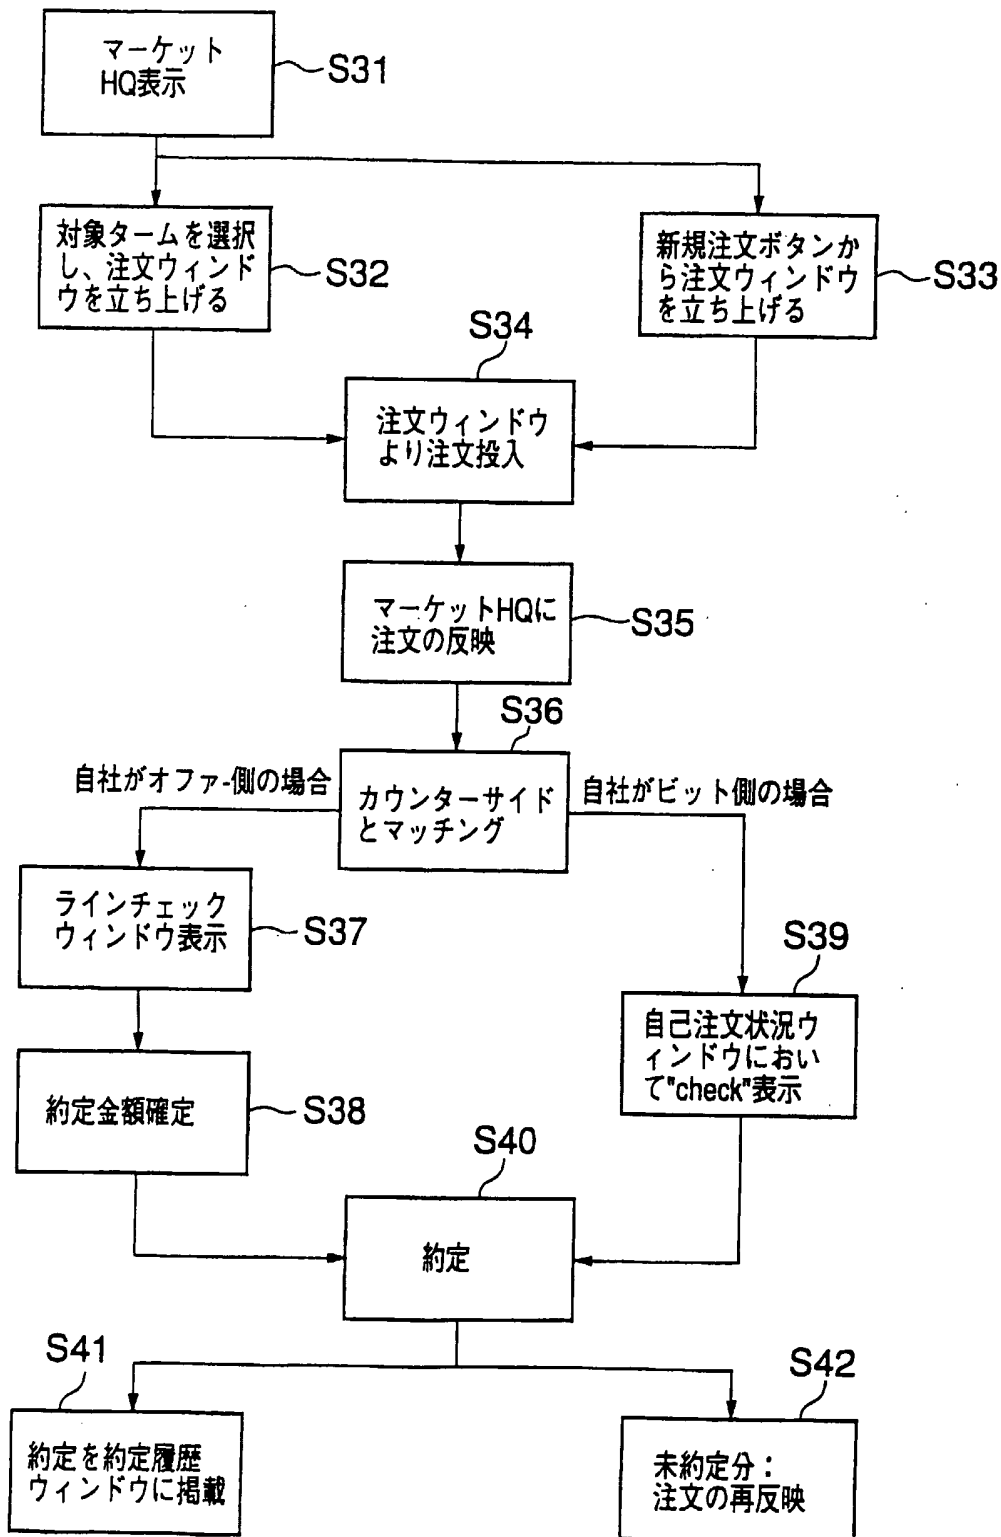 マーケット
HQ表示
S31
対象タームを選択
し、注文ウィンド
ウを立ち上げる
S32
新規注文ボタンか
ら注文ウィンドウ
を立ち上げる
S33
S34
注文ウィンドウ
より注文投入
マーケットHQに
注文の反映
S35
S36
自社がオファ-側の場合
カウンターサイド
とマッチング
自社がビット側の場合
ラインチェック
ウィンドウ表示
S37
S39
自己注文状況ウ
ィンドウにおい
て"check"表示
約定金額確定
S38
S40
約定
S41
約定を約定履歴
ウィンドウに掲載
S42
未約定分：
注文の再反映